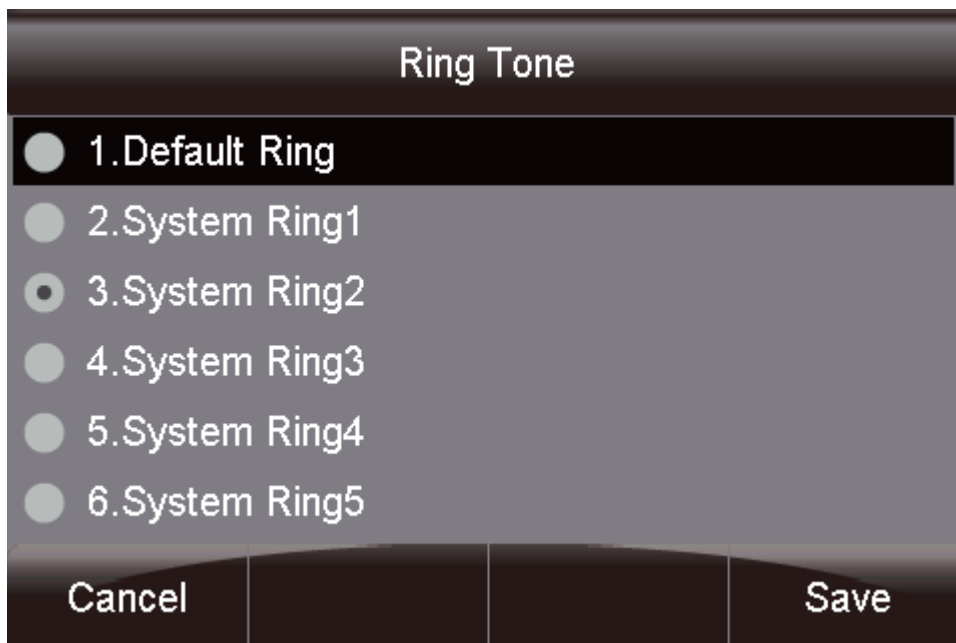 Ring Tone
1.Default Ring
2.System Ring1
3.System Ring2
4.System Ring3
5.System Ring4
6.System Ring5
Cancel Save